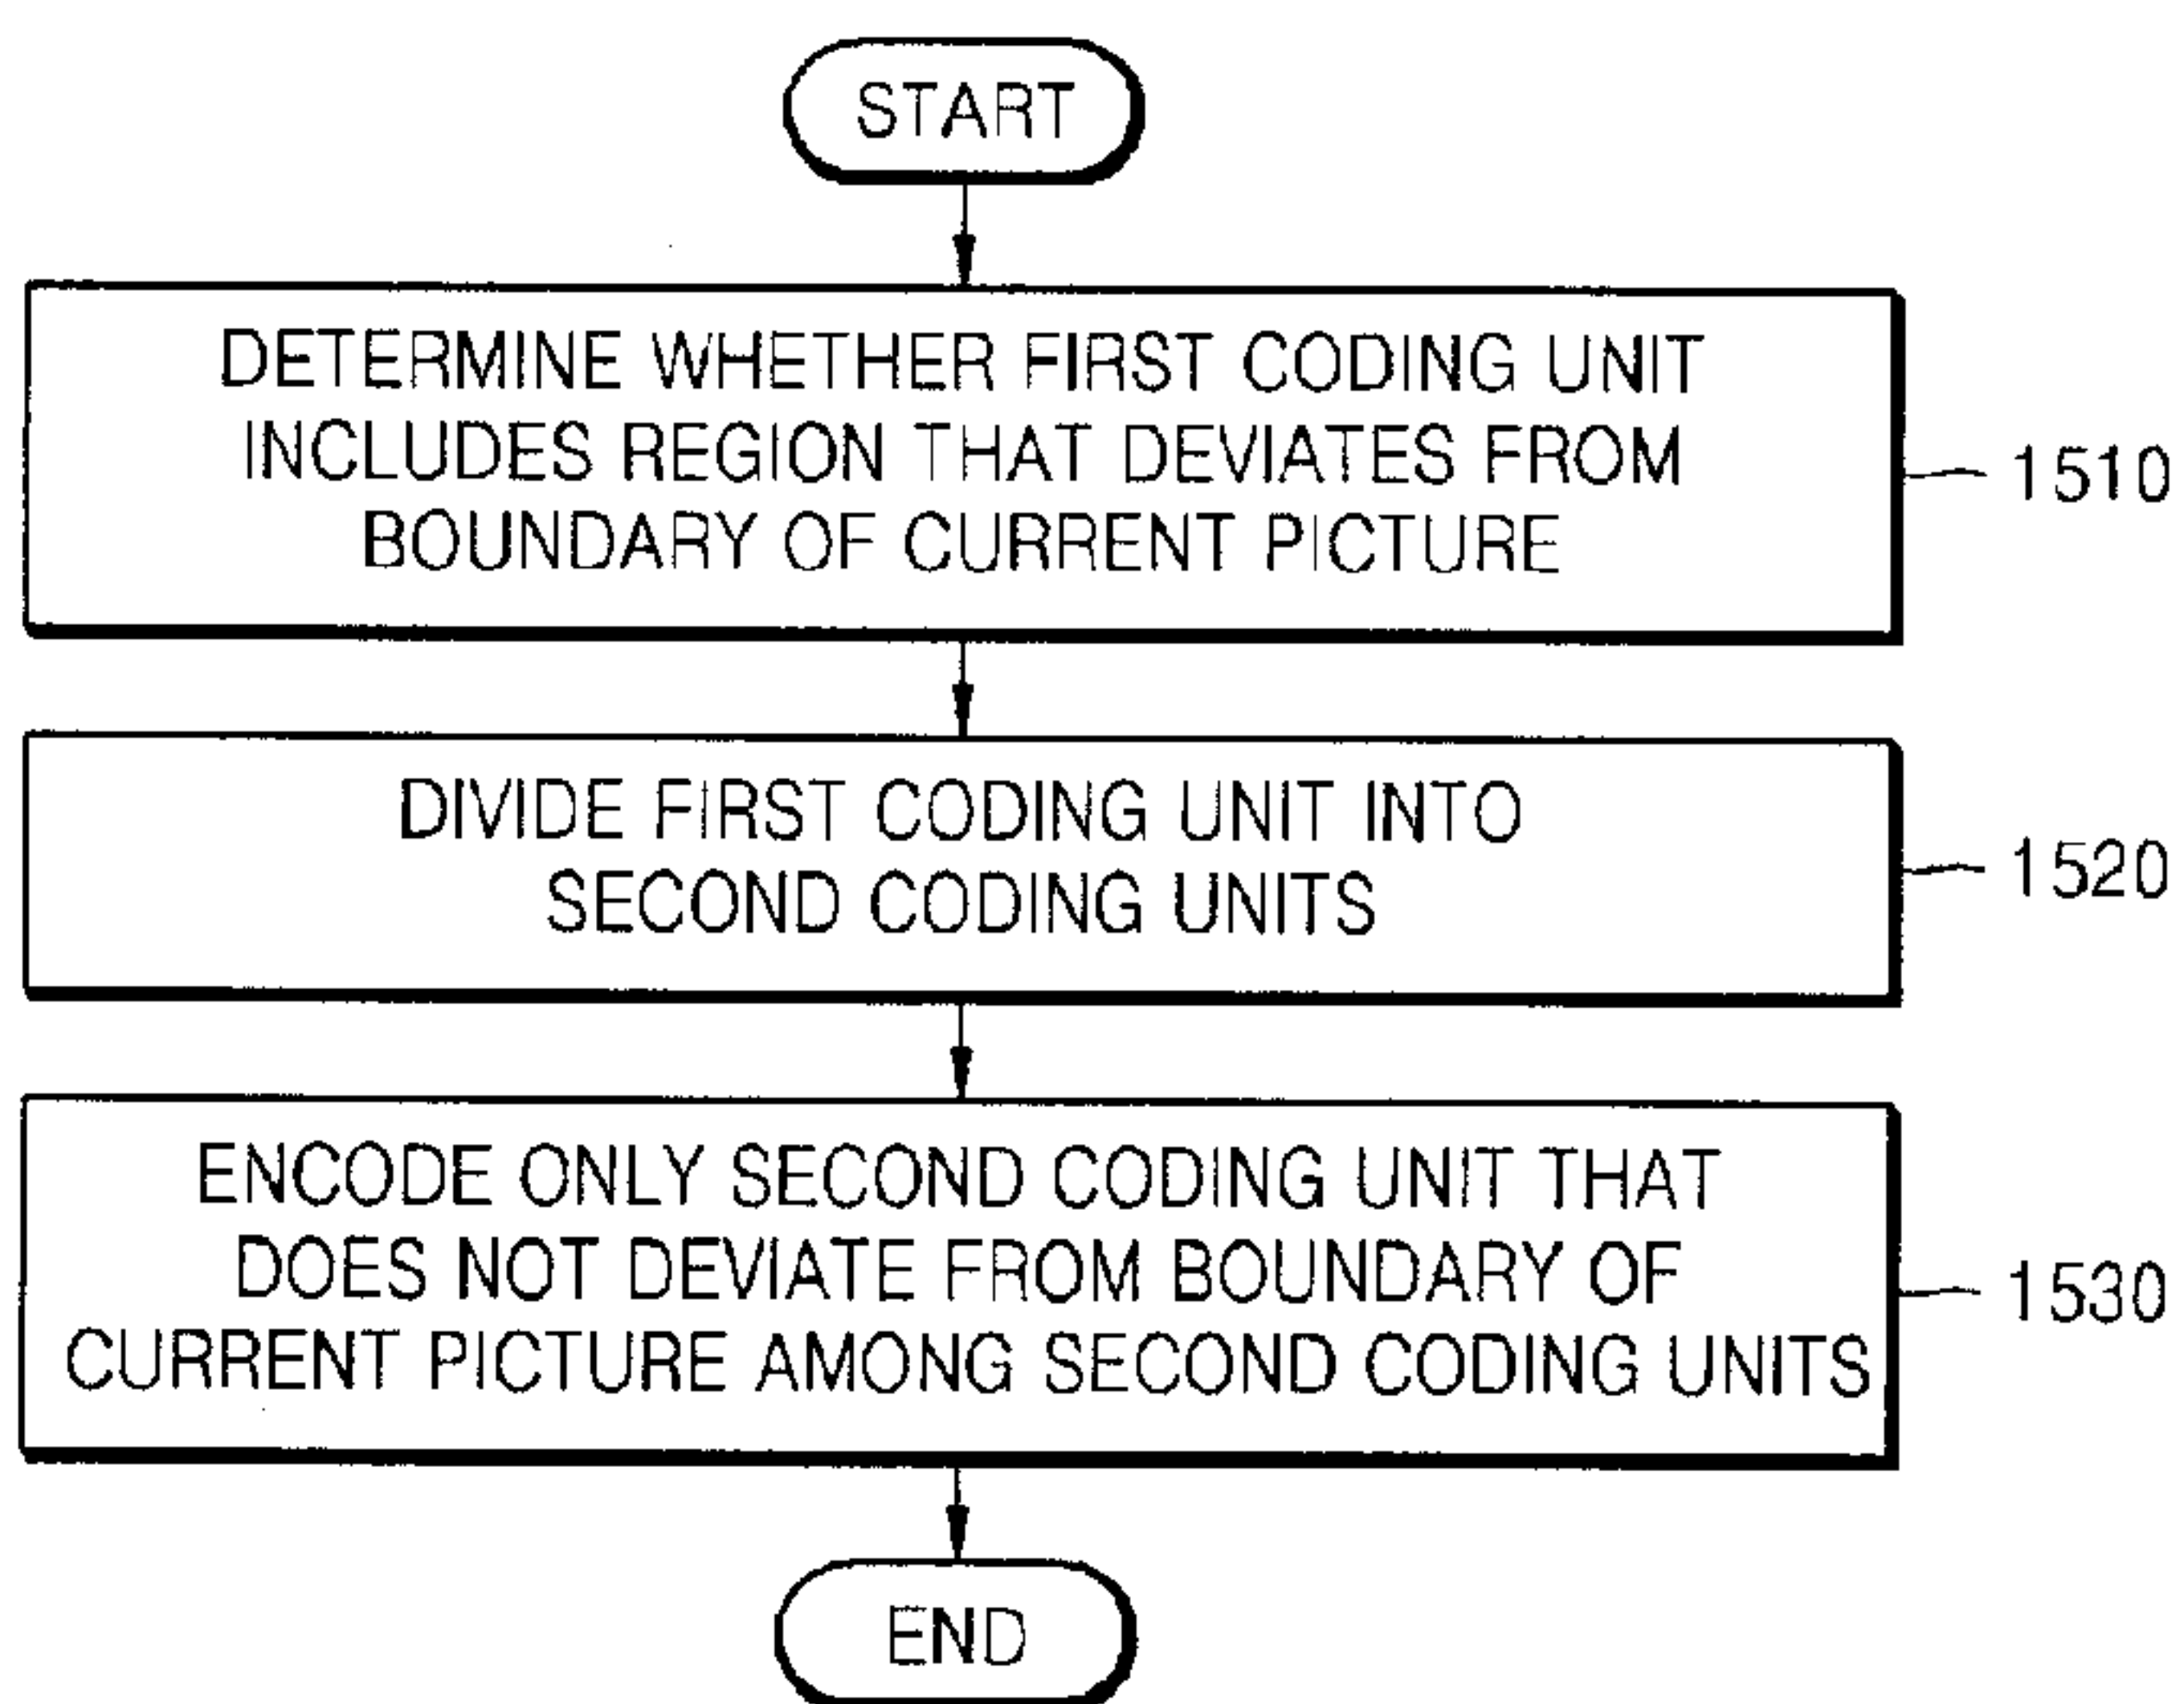 START
DETERMINE WHETHER FIRST CODING UNIT
INCLUDES REGION THAT DEVIATES FROM
BOUNDARY OF CURRENT PICTURE
1510
DIVIDE FIRST CODING UNIT INTO
SECOND CODING UNITS
1520
ENCODE ONLY SECOND CODING UNIT THAT
DOES NOT DEVIATE FROM BOUNDARY OF
CURRENT PICTURE AMONG SECOND CODING UNITS
1530
END